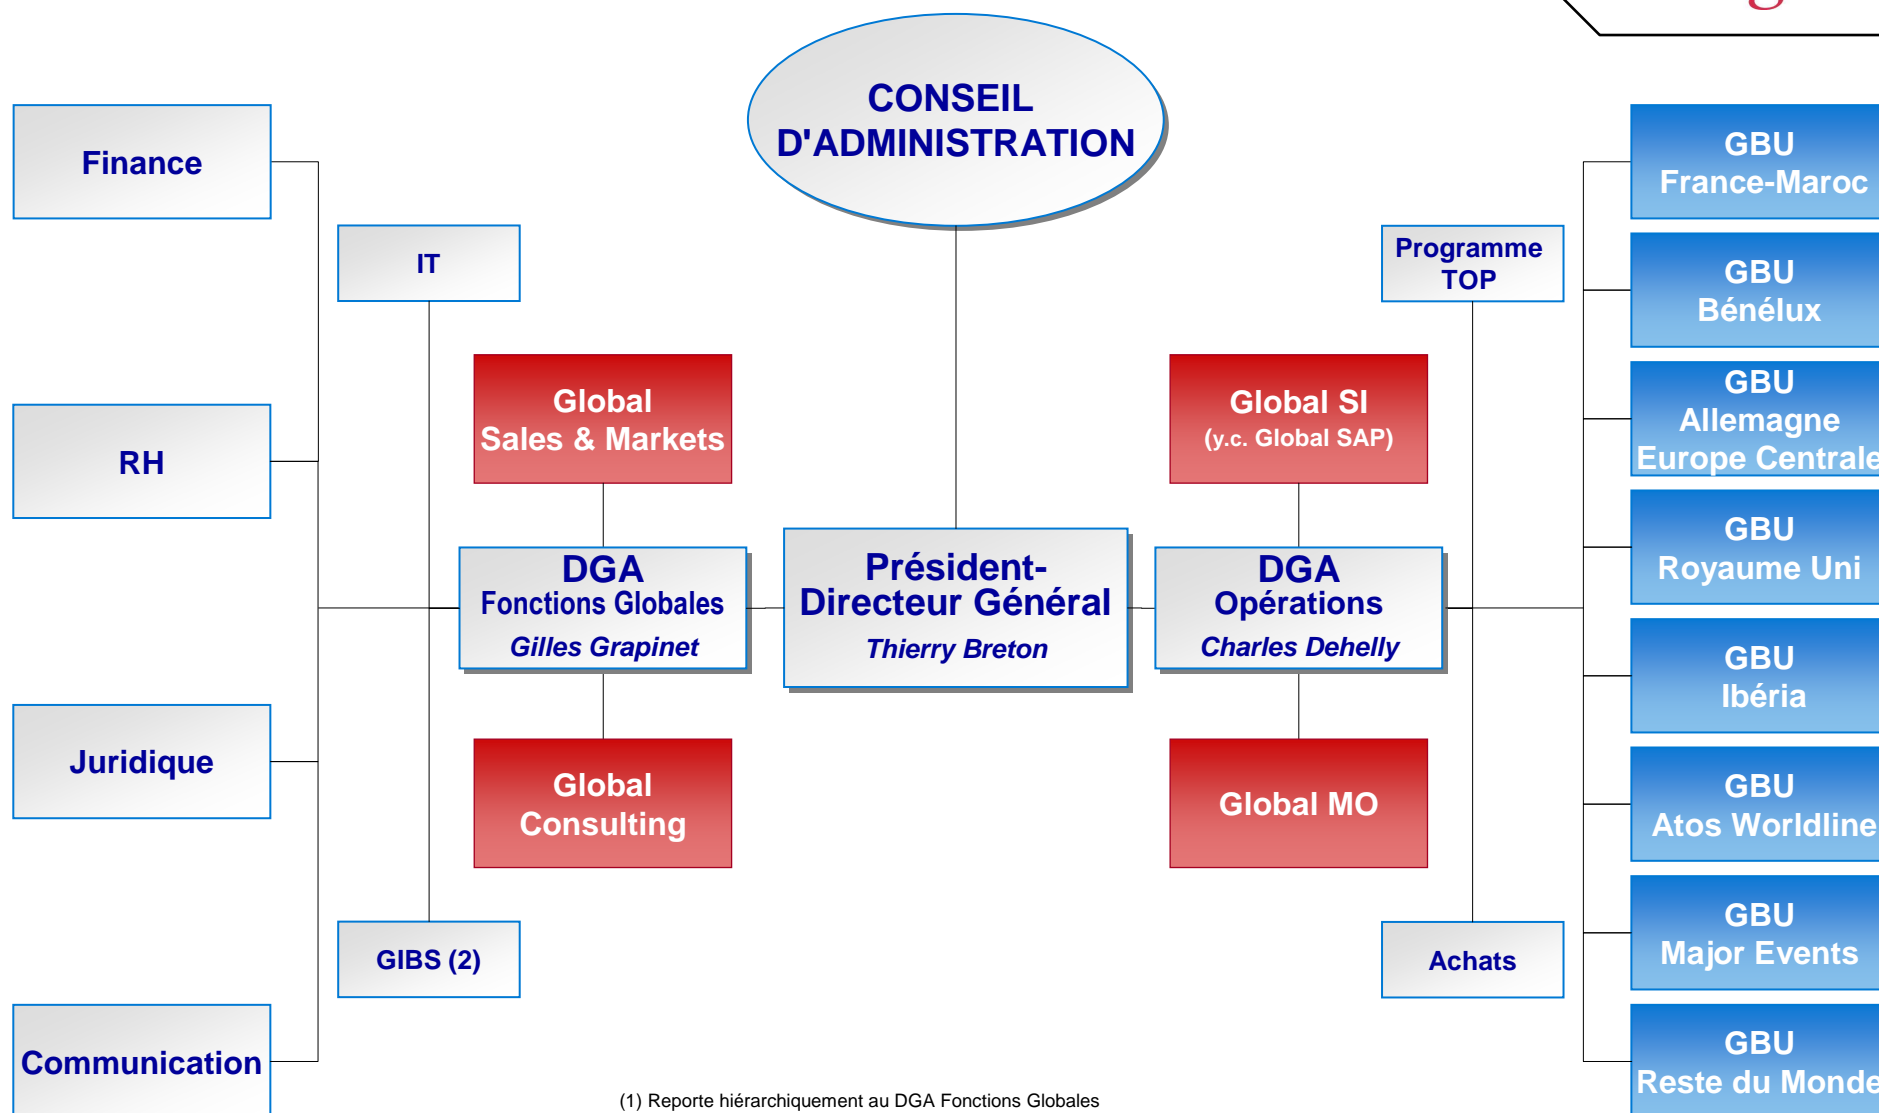 CONSEIL
D'ADMINISTRATION
Finance
IT
RH
Juridique
GIBS (2)
Communication
Global
Sales & Markets
DGA
Fonctions Globales
Gilles Grapinet
Global
Consulting
Président-
Directeur Général
Thierry Breton
Global SI
(y.c. Global SAP)
DGA
Opérations
Charles Dehelly
Global MO
Programme
TOP
Achats
GBU
France-Maroc
GBU
Bénélux
GBU
Allemagne
Europe Centrale
GBU
Royaume Uni
GBU
Ibéria
GBU
Atos Worldline
GBU
Major Events
GBU
Reste du Monde
(1) Reporte hiérarchiquement au DGA Fonctions Globales